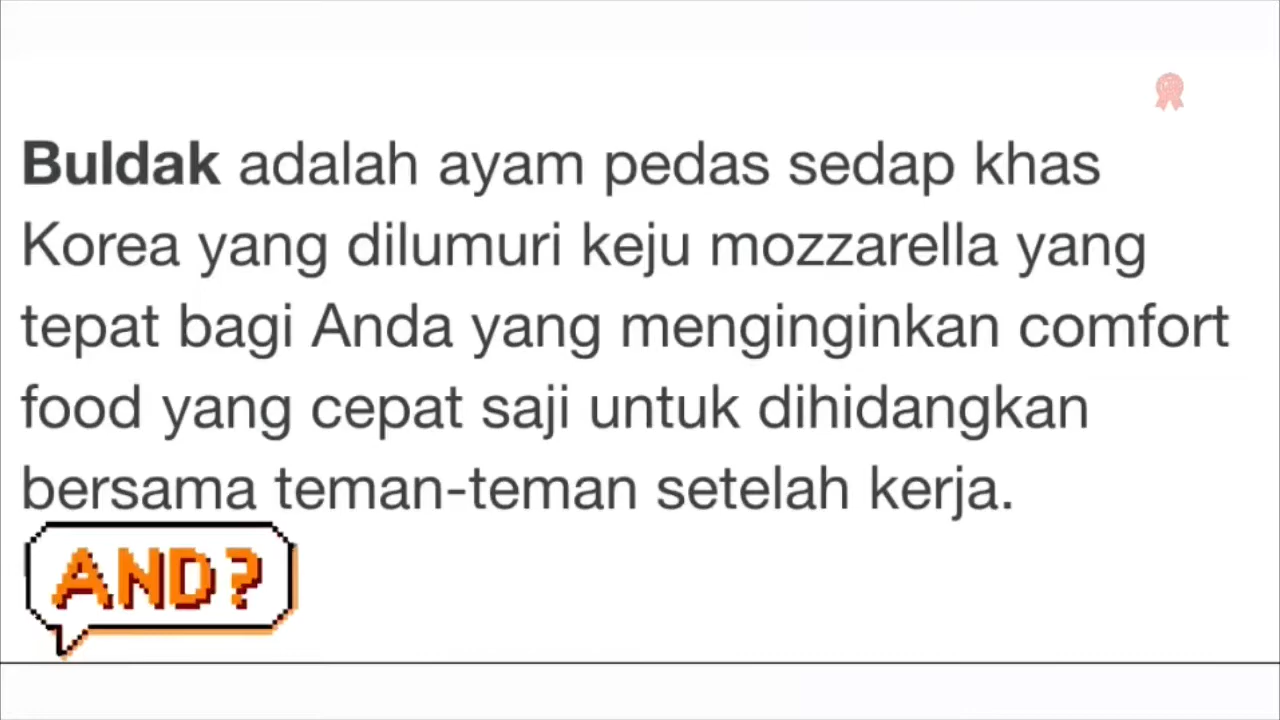 Buldak adalah ayam pedas sedap khas
Korea yang dilumuri keju mozzarella yang
tepat bagi Anda yang menginginkan comfort
food yang cepat saji untuk dihidangkan
bersama teman-teman setelah kerja.
AND?